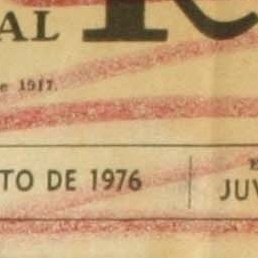 AL R
e 1917.
TO DE 1976
JUV